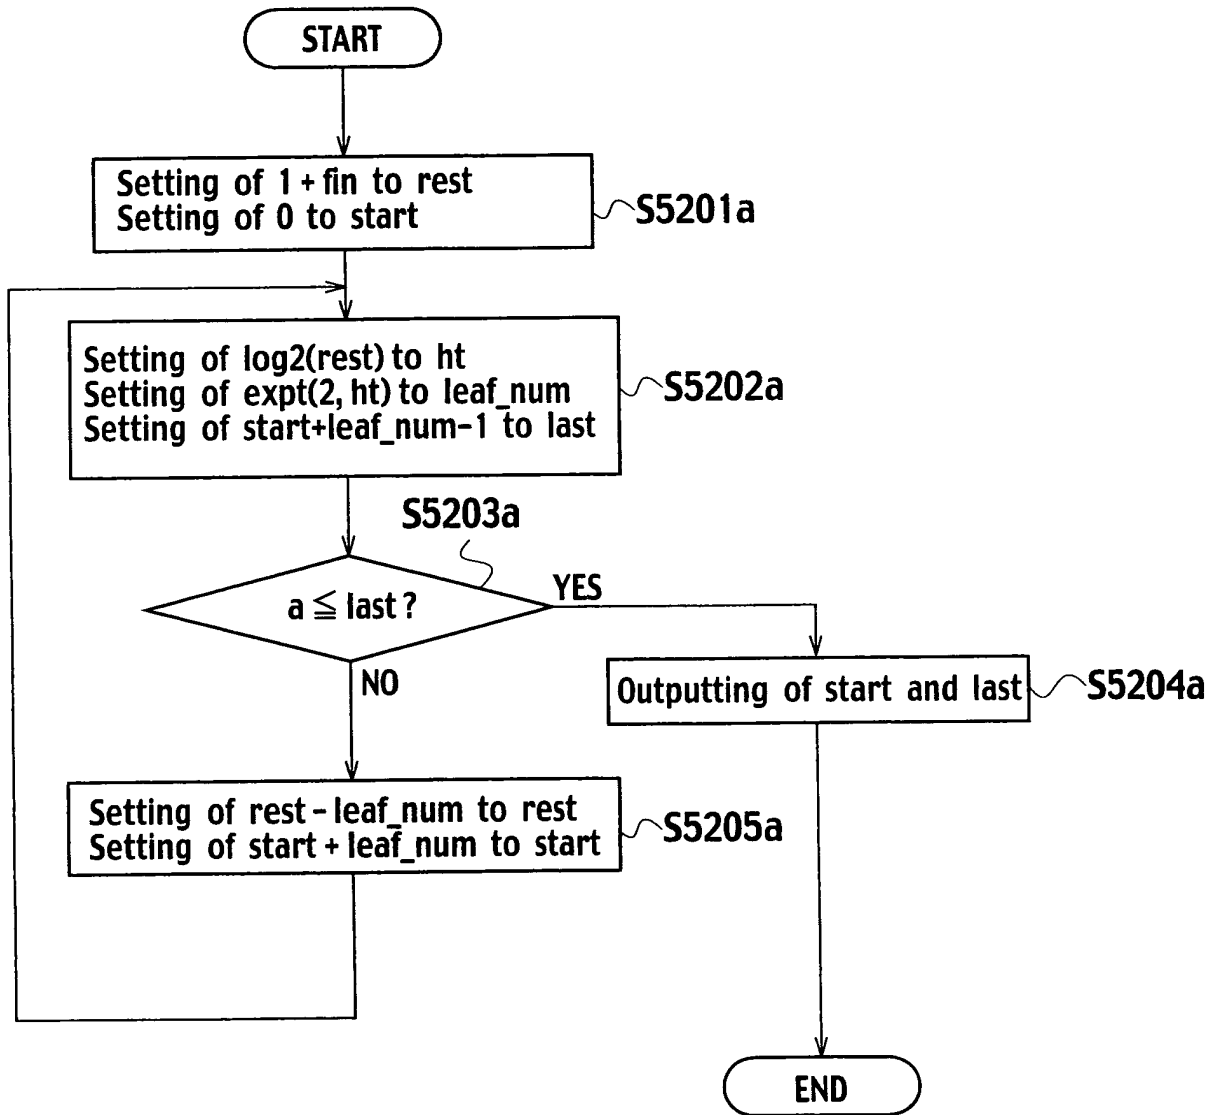 START
Setting of 1+fin to rest
Setting of 0 to start
S5201a
Setting of log2(rest) to ht
Setting of expt(2, ht) to leaf_num
Setting of start+leaf_num-1 to last
S5202a
S5203a
a ≦ last ?
YES
NO
Outputting of start and last
S5204a
Setting of rest-leaf_num to rest
Setting of start+leaf_num to start
S5205a
END